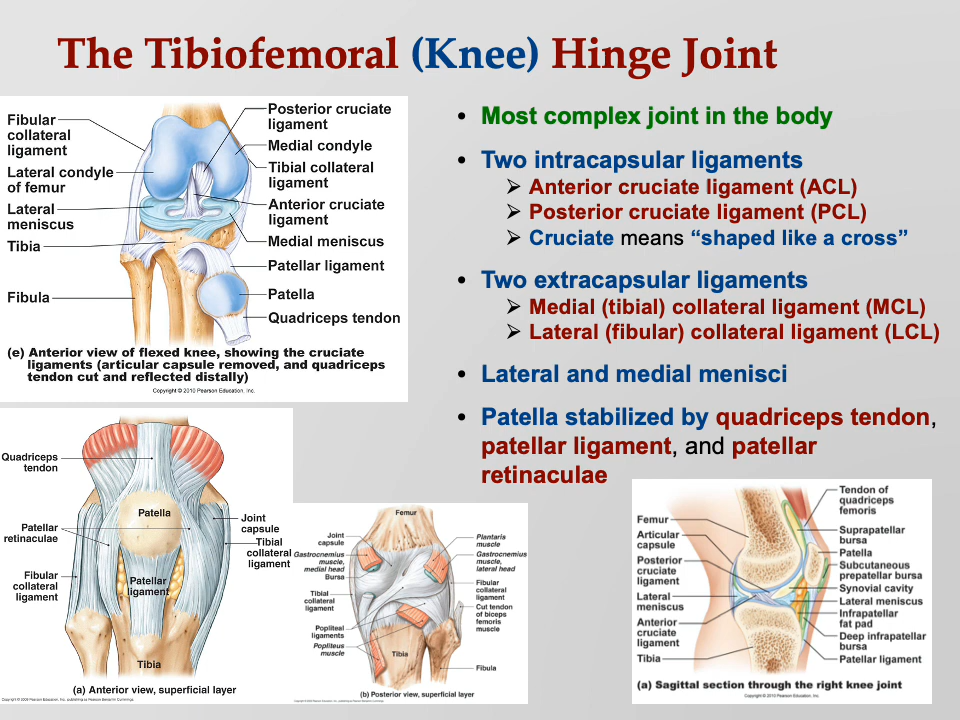 The Tibiofemoral (Knee) Hinge Joint
Fibular
collateral
ligament
Lateral condyle
of femur
Lateral
meniscus
Tibia
Fibula
Posterior cruciate
ligament
Medial condyle
Tibial collateral
ligament
Anterior cruciate
ligament
Medial meniscus
Patellar ligament
Patella
Quadriceps tendon
(e) Anterior view of flexed knee, showing the cruciate
ligaments (articular capsule removed, and quadriceps
tendon cut and reflected distally)
Copyright © 2010 Pearson Education, Inc.
• Most complex joint in the body
• Two intracapsular ligaments
➢ Anterior cruciate ligament (ACL)
➢ Posterior cruciate ligament (PCL)
➢ Cruciate means “shaped like a cross”
• Two extracapsular ligaments
➢ Medial (tibial) collateral ligament (MCL)
➢ Lateral (fibular) collateral ligament (LCL)
• Lateral and medial menisci
• Patella stabilized by quadriceps tendon,
patellar ligament, and patellar
retinaculae
Quadriceps
tendon
Patellar
retinaculae
Fibular
collateral
ligament
Patella
Patellar
ligament
Tibia
Joint
capsule
Tibial
collateral
ligament
(a) Anterior view, superficial layer
Femur
Joint
capsule
Gastrocnemius
muscle,
medial head
Bursa
Tibial
collateral
ligament
Popliteal
ligaments
Popliteus
muscle
Tibia
Plantaris
muscle
Gastrocnemius
muscle,
lateral head
Fibular
collateral
ligament
Cut tendon
of biceps
femoris
muscle
Fibula
(b) Posterior view, superficial layer
Femur
Articular
capsule
Posterior
cruciate
ligament
Lateral
meniscus
Anterior
cruciate
ligament
Tibia
Tendon of
quadriceps
femoris
Suprapatellar
bursa
Patella
Subcutaneous
prepatellar bursa
Synovial cavity
Lateral meniscus
Infrapatellar
fat pad
Deep infrapatellar
bursa
Patellar ligament
(a) Sagittal section through the right knee joint
Copyright © 2010 Pearson Education, Inc.